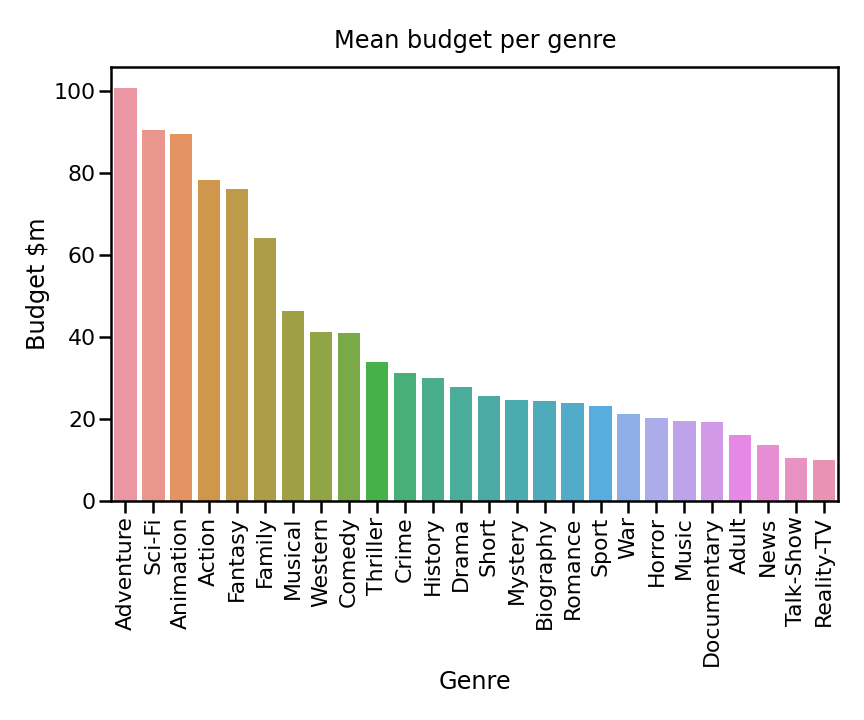 Mean budget per genre
Budget $m
100
80
60
40
20
0
Adventure
Sci-Fi
Animation
Action
Fantasy
Family
Musical
Western
Comedy
Thriller
Crime
History
Drama
Short
Mystery
Biography
Romance
Sport
War
Horror
Music
Documentary
Adult
News
Talk-Show
Reality-TV
Genre